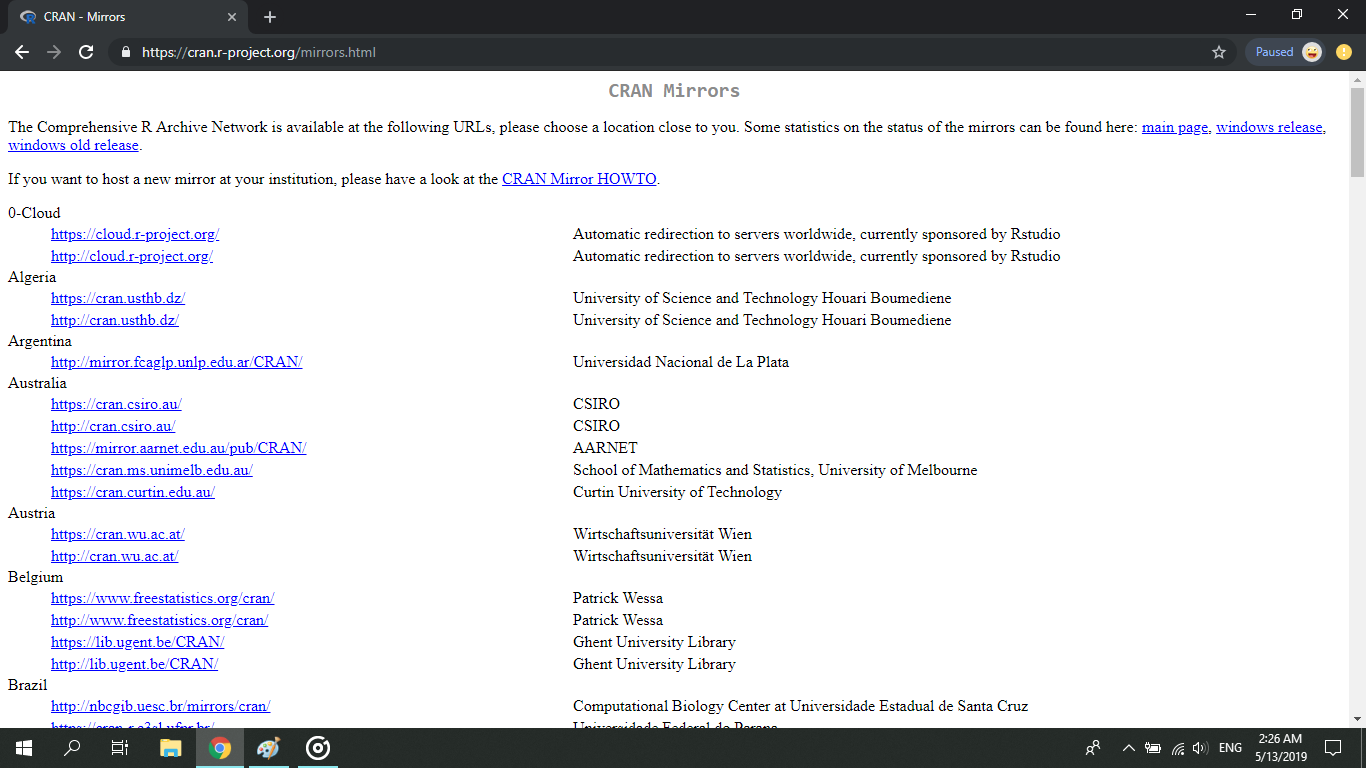 CRAN - Mirrors
https://cran.r-project.org/mirrors.html
Paused
CRAN Mirrors
The Comprehensive R Archive Network is available at the following URLs, please choose a location close to you. Some statistics on the status of the mirrors can be found here: main page, windows release,
windows old release.
If you want to host a new mirror at your institution, please have a look at the CRAN Mirror HOWTO.
0-Cloud
https://cloud.r-project.org/ Automatic redirection to servers worldwide, currently sponsored by Rstudio
http://cloud.r-project.org/ Automatic redirection to servers worldwide, currently sponsored by Rstudio
Algeria
https://cran.usthb.dz/ University of Science and Technology Houari Boumediene
http://cran.usthb.dz/ University of Science and Technology Houari Boumediene
Argentina
http://mirror.fcaglp.unlp.edu.ar/CRAN/ Universidad Nacional de La Plata
Australia
https://cran.csiro.au/ CSIRO
http://cran.csiro.au/ CSIRO
https://mirror.aarnet.edu.au/pub/CRAN/ AARNET
https://cran.ms.unimelb.edu.au/ School of Mathematics and Statistics, University of Melbourne
https://cran.curtin.edu.au/ Curtin University of Technology
Austria
https://cran.wu.ac.at/ Wirtschaftsuniversität Wien
http://cran.wu.ac.at/ Wirtschaftsuniversität Wien
Belgium
https://www.freestatistics.org/cran/ Patrick Wessa
http://www.freestatistics.org/cran/ Patrick Wessa
https://lib.ugent.be/CRAN/ Ghent University Library
http://lib.ugent.be/CRAN/ Ghent University Library
Brazil
http://nbcgib.uesc.br/mirrors/cran/ Computational Biology Center at Universidade Estadual de Santa Cruz
https://cran-r.c3sl.ufpr.br/ Universidade Federal do Parana
ENG
2:26 AM
5/13/2019